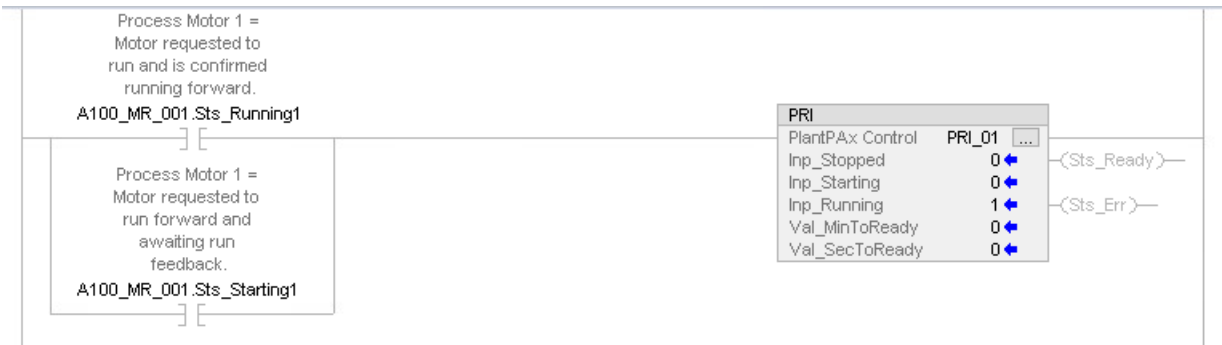 Process Motor 1 =
Motor requested to
run and is confirmed
running forward.
A100_MR_001.Sts_Running1
Process Motor 1 =
Motor requested to
run forward and
awaiting run
feedback.
A100_MR_001.Sts_Starting1
PRI
PlantPAx Control PRI_01 ...
Inp_Stopped 0
Inp_Starting 0
Inp_Running 1
Val_MinToReady 0
Val_SecToReady 0
(Sts_Ready)
(Sts_Err)